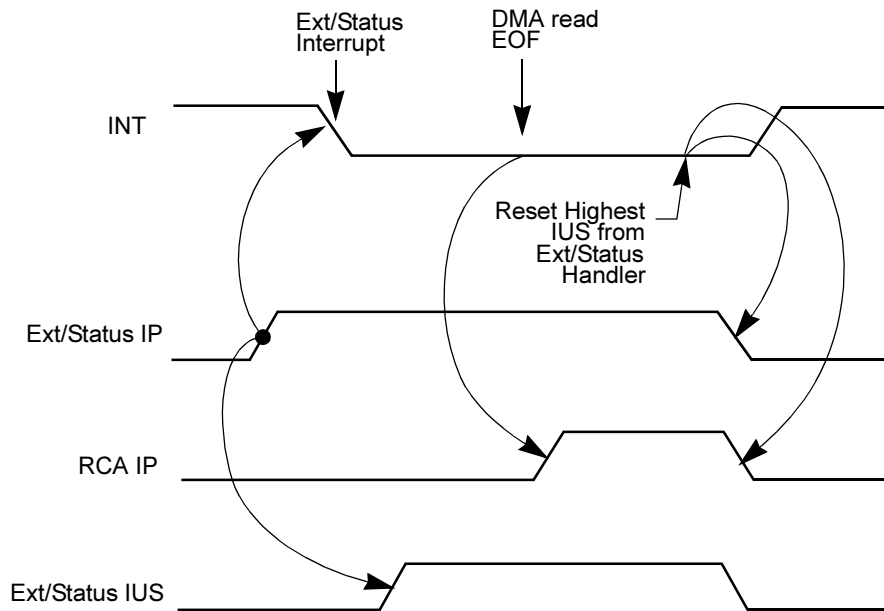 Ext/Status
Interrupt
DMA read
EOF
INT
Reset Highest
IUS from
Ext/Status
Handler
Ext/Status IP
RCA IP
Ext/Status IUS